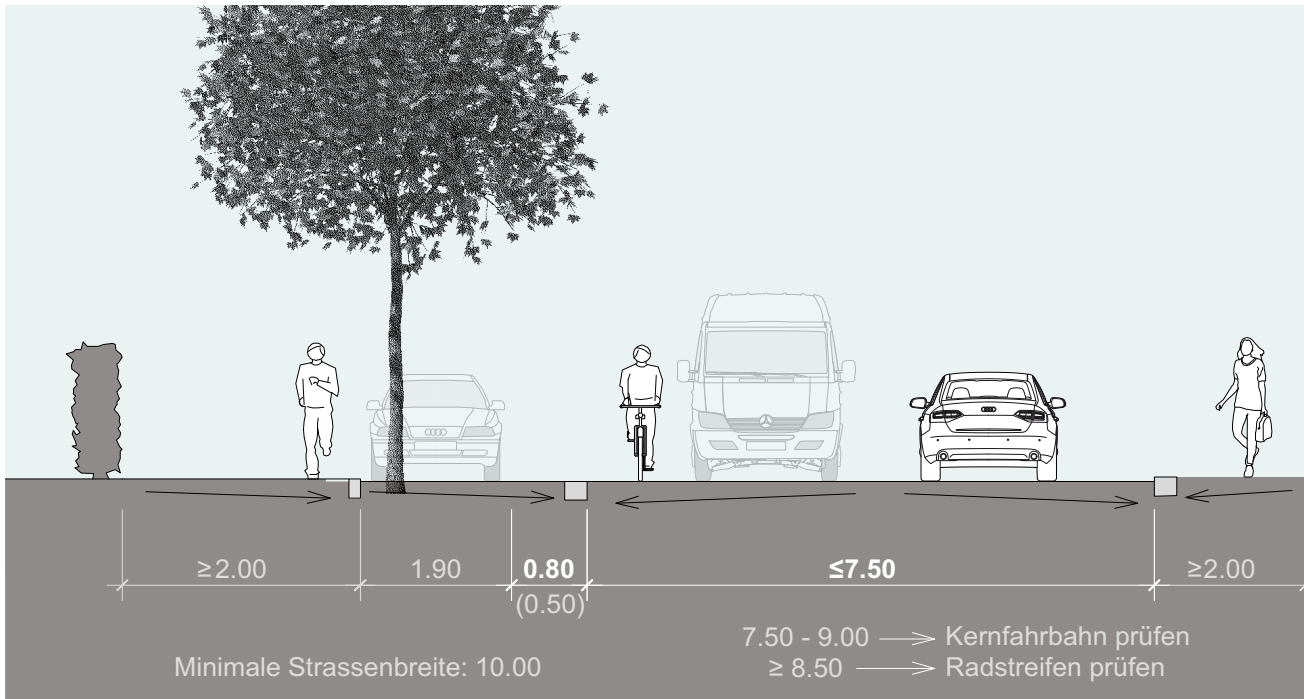 ≥2.00 1.90 0.80 ≤7.50 ≥2.00
(0.50)
7.50 - 9.00 → Kernfahrbahn prüfen
Minimale Strassenbreite: 10.00 ≥ 8.50 → Radstreifen prüfen